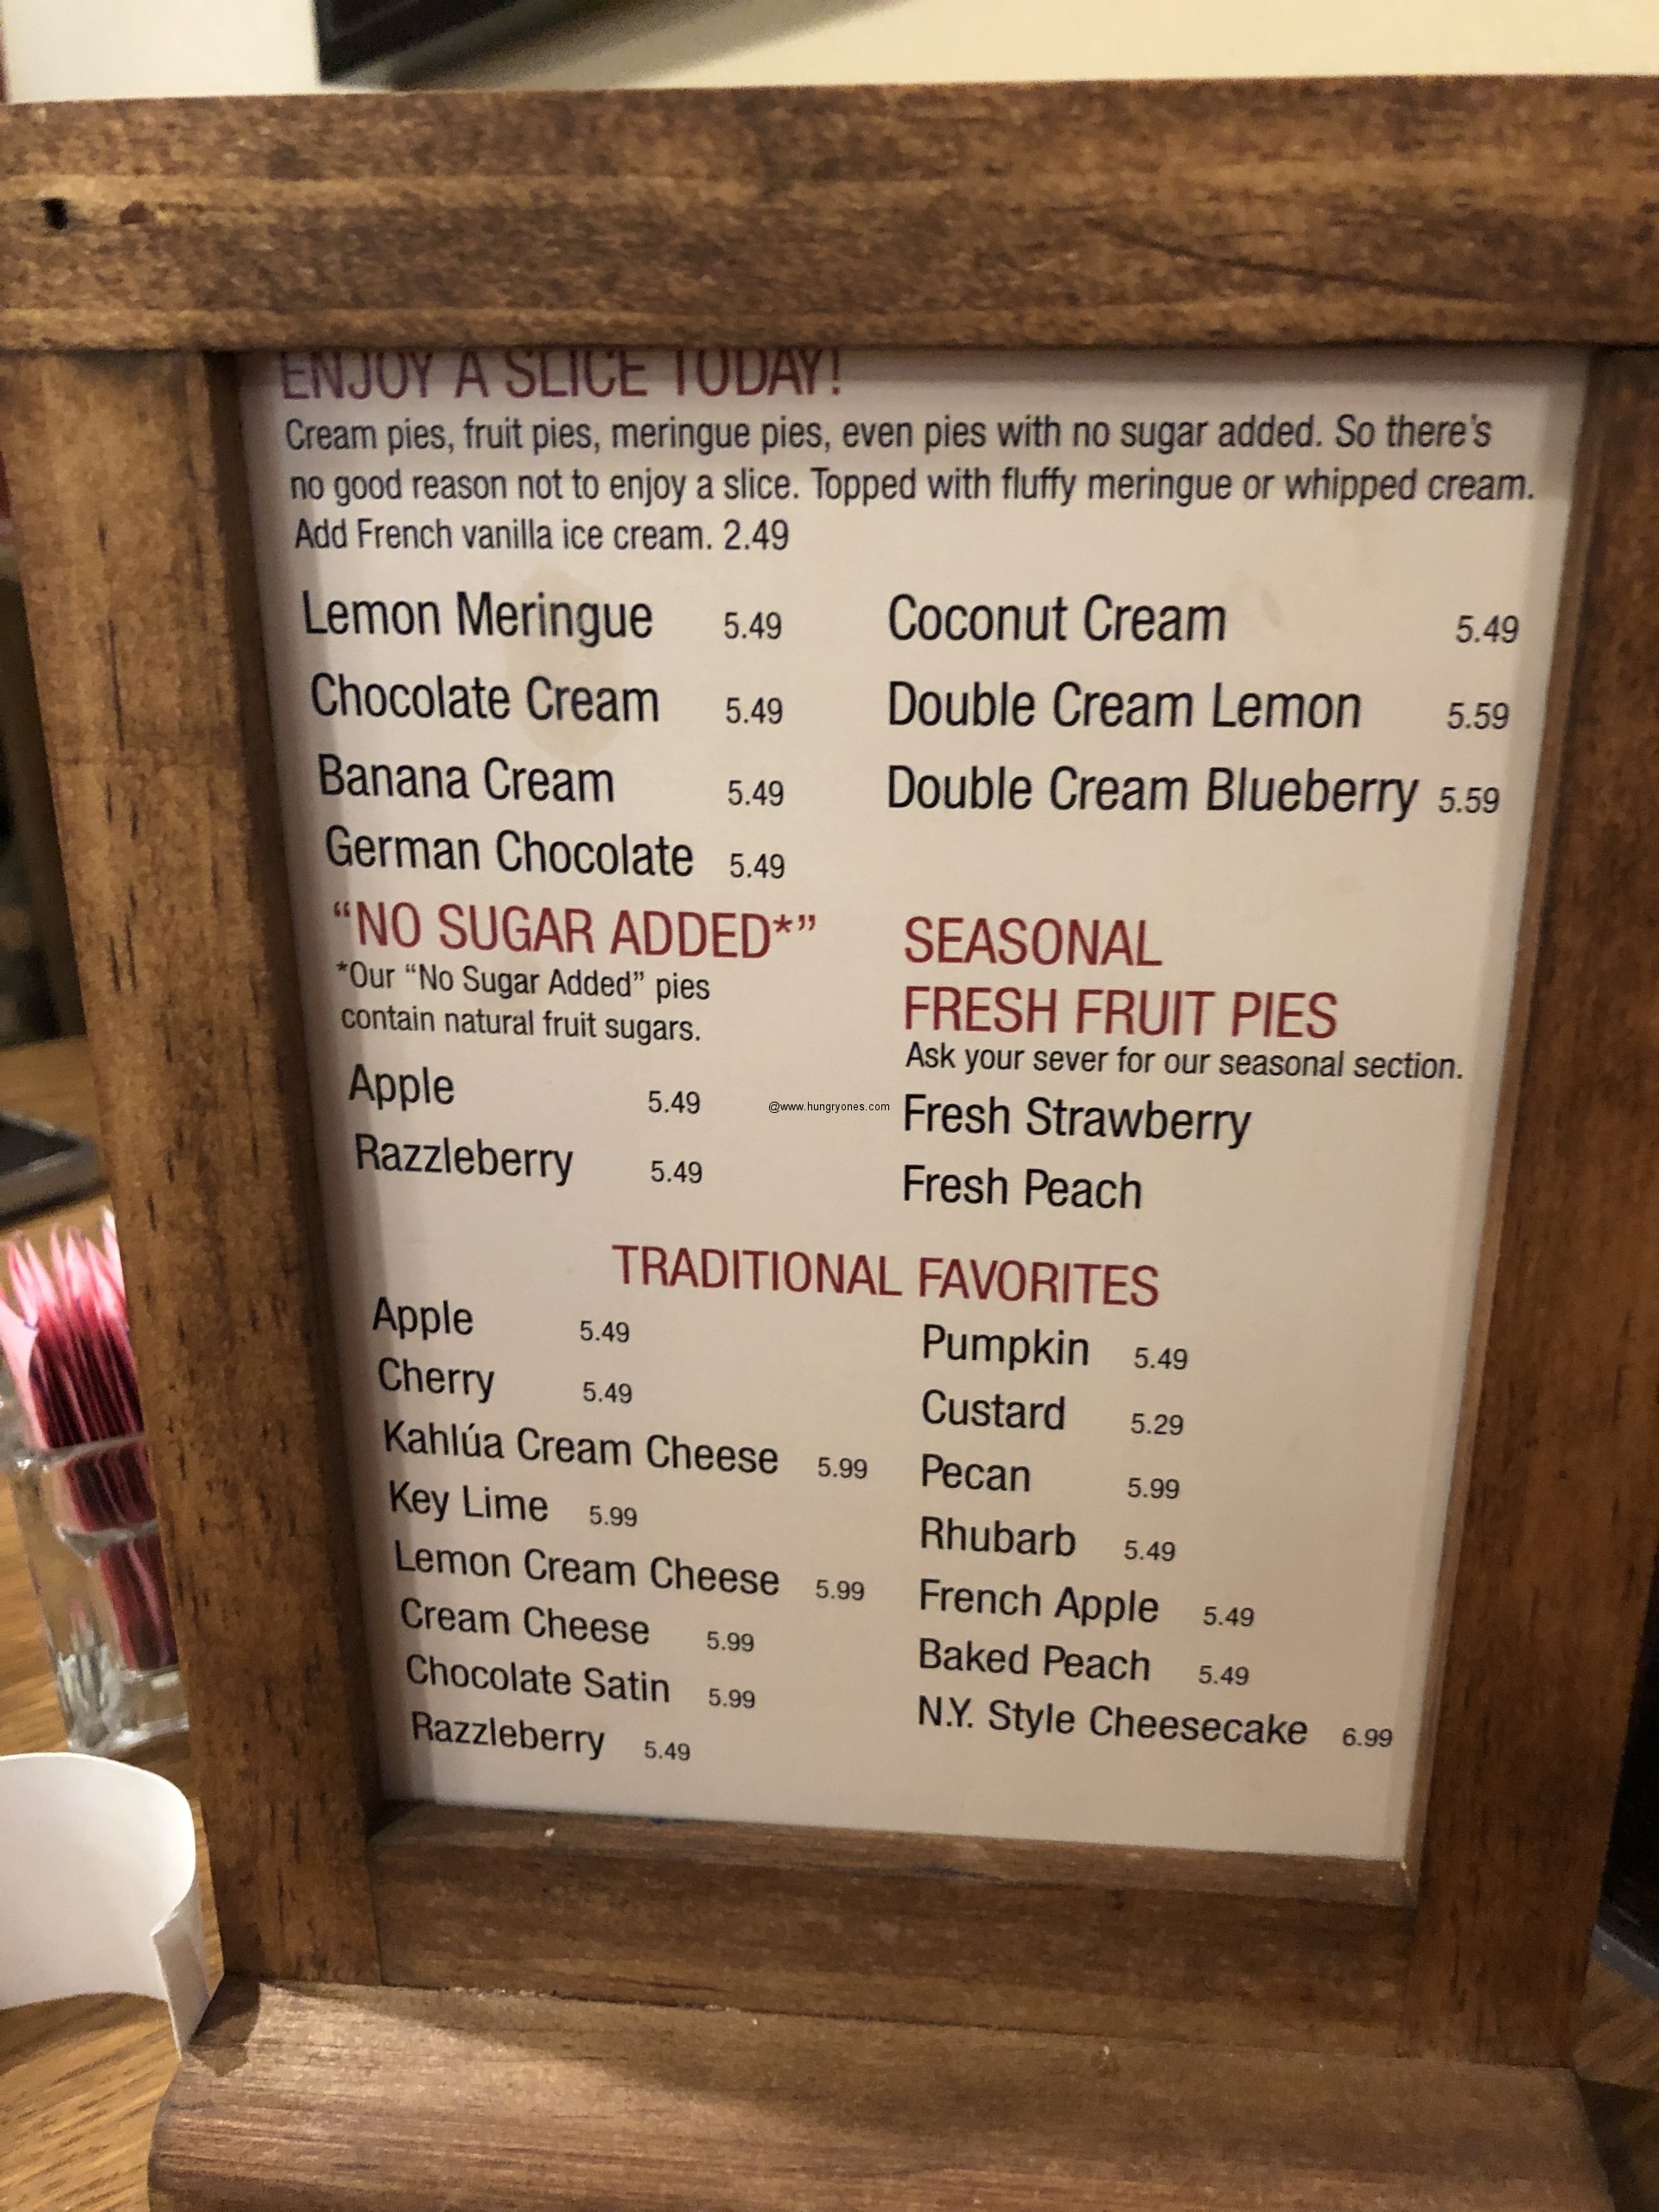 ENJOY A SLICE TODAY!
Cream pies, fruit pies, meringue pies, even pies with no sugar added. So there's
no good reason not to enjoy a slice. Topped with fluffy meringue or whipped cream.
Add French vanilla ice cream. 2.49
Lemon Meringue 5.49
Chocolate Cream 5.49
Banana Cream 5.49
German Chocolate 5.49
Coconut Cream 5.49
Double Cream Lemon 5.59
Double Cream Blueberry 5.59
“NO SUGAR ADDED*”
*Our “No Sugar Added” pies
contain natural fruit sugars.
Apple 5.49
Razzleberry 5.49
SEASONAL
FRESH FRUIT PIES
Ask your sever for our seasonal section.
Fresh Strawberry
Fresh Peach
@www.hungryones.com
TRADITIONAL FAVORITES
Apple 5.49
Cherry 5.49
Kahlúa Cream Cheese 5.99
Key Lime 5.99
Lemon Cream Cheese 5.99
Cream Cheese 5.99
Chocolate Satin 5.99
Razzleberry 5.49
Pumpkin 5.49
Custard 5.29
Pecan 5.99
Rhubarb 5.49
French Apple 5.49
Baked Peach 5.49
N.Y. Style Cheesecake 6.99